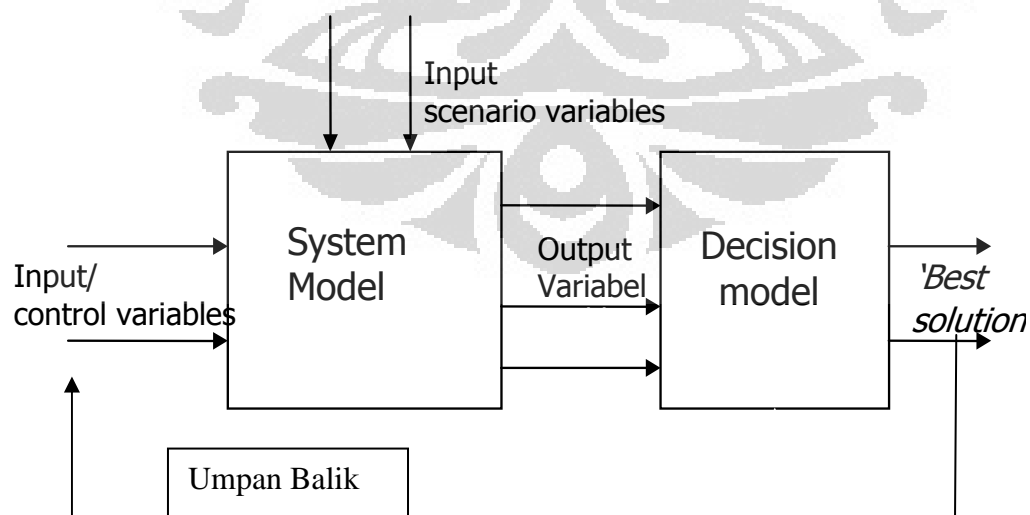 Input
scenario variables
Input/
control variables
System
Model
Output
Variabel
Decision
model
‘Best
solution
Umpan Balik